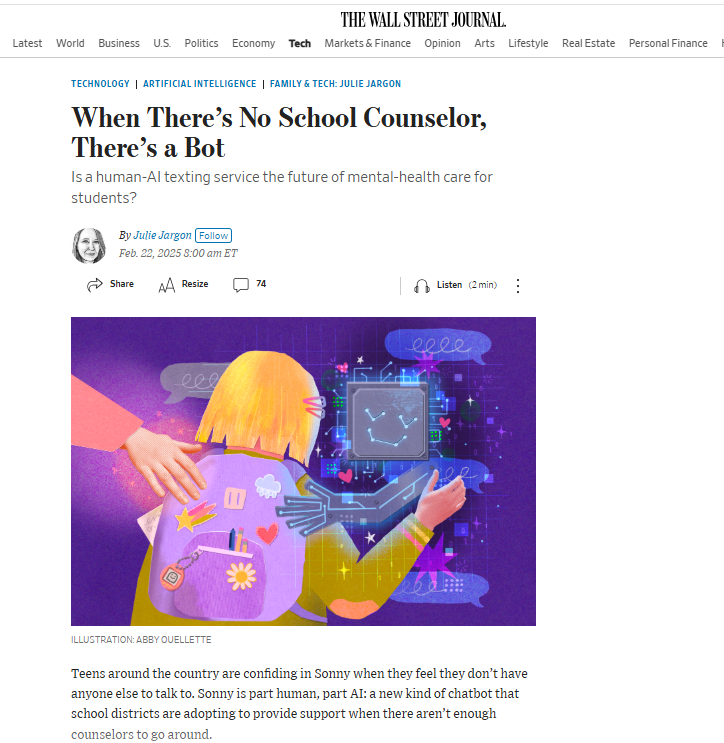 THE WALL STREET JOURNAL.
Latest World Business U.S. Politics Economy Tech Markets & Finance Opinion Arts Lifestyle Real Estate Personal Finance
TECHNOLOGY | ARTIFICIAL INTELLIGENCE | FAMILY & TECH: JULIE JARGON
When There’s No School Counselor,
There’s a Bot
Is a human-AI texting service the future of mental-health care for
students?
By Julie Jargon Follow
Feb. 22, 2025 8:00 am ET
Share Resize 74 Listen (2 min)
ILLUSTRATION: ABBY OUELLETTE
Teens around the country are confiding in Sonny when they feel they don’t have
anyone else to talk to. Sonny is part human, part AI: a new kind of chatbot that
school districts are adopting to provide support when there aren’t enough
counselors to go around.